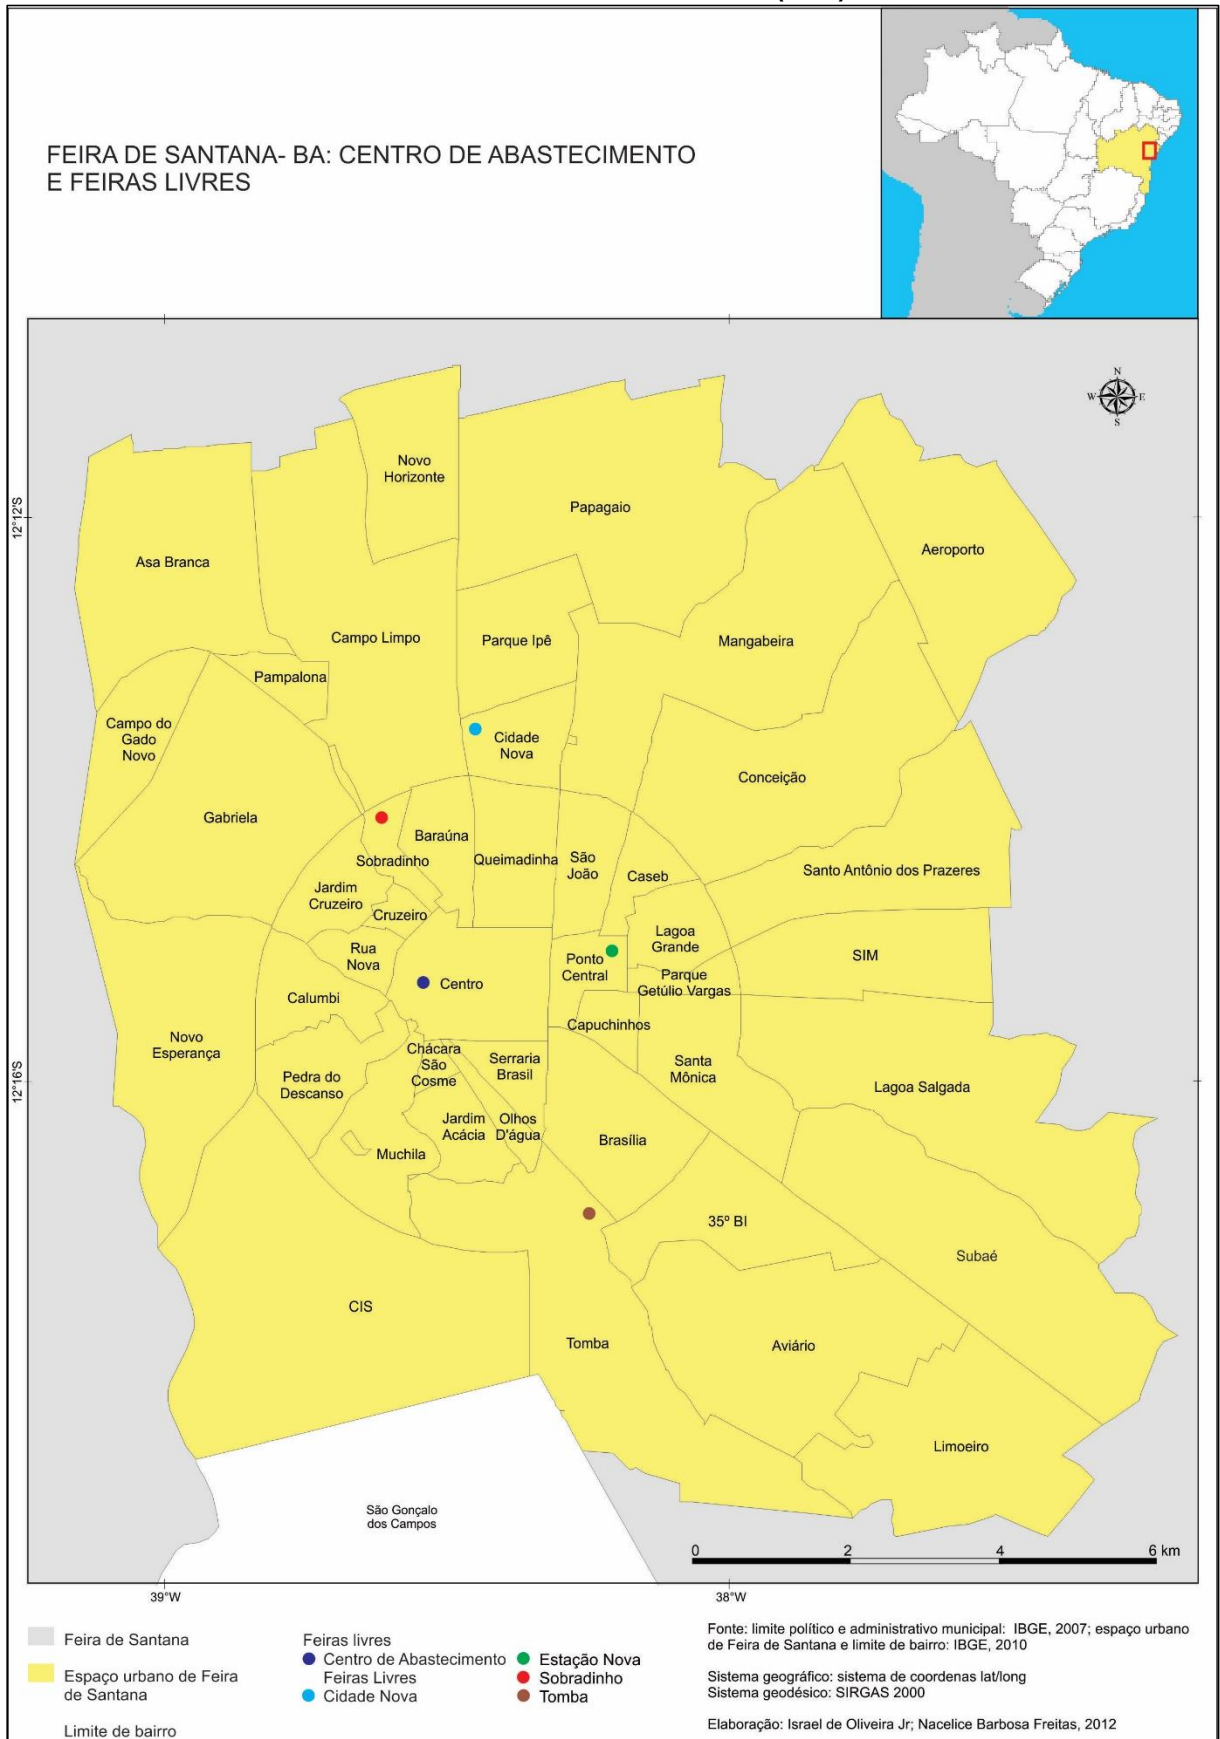 FEIRA DE SANTANA- BA: CENTRO DE ABASTECIMENTO
E FEIRAS LIVRES
N
W
E
S
Novo
Horizonte
Papagaio
Aeroporto
Asa Branca
12°12'S
Campo Limpo
Parque Ipê
Mangabeira
Pampalona
Campo do
Gado
Novo
Cidade
Nova
Conceição
Gabriela
Baraúna
Sobradinho
Queimadinha
São
João
Caseb
Santo Antônio dos Prazeres
Jardim
Cruzeiro
Cruzeiro
Lagoa
Grande
Rua
Nova
Ponto
Central
SIM
Centro
Parque
Getúlio Vargas
Calumbi
Capuchinhos
Novo
Esperança
Chácara
São
Cosme
Serraria
Brasil
Santa
Mônica
Pedra do
Descanso
Lagoa Salgada
12°16'S
Jardim
Acácia
Olhos
D'água
Brasília
Muchila
35º BI
Subaé
CIS
Tomba
Aviário
Limoeiro
São Gonçalo
dos Campos
0 2 4 6 km
39°W
38°W
Feira de Santana
Espaço urbano de Feira
de Santana
Limite de bairro
Feiras livres
Centro de Abastecimento
Feiras Livres
Cidade Nova
Estação Nova
Sobradinho
Tomba
Fonte: limite político e administrativo municipal: IBGE, 2007; espaço urbano
de Feira de Santana e limite de bairro: IBGE, 2010
Sistema geográfico: sistema de coordenas lat/long
Sistema geodésico: SIRGAS 2000
Elaboração: Israel de Oliveira Jr; Nacelice Barbosa Freitas, 2012